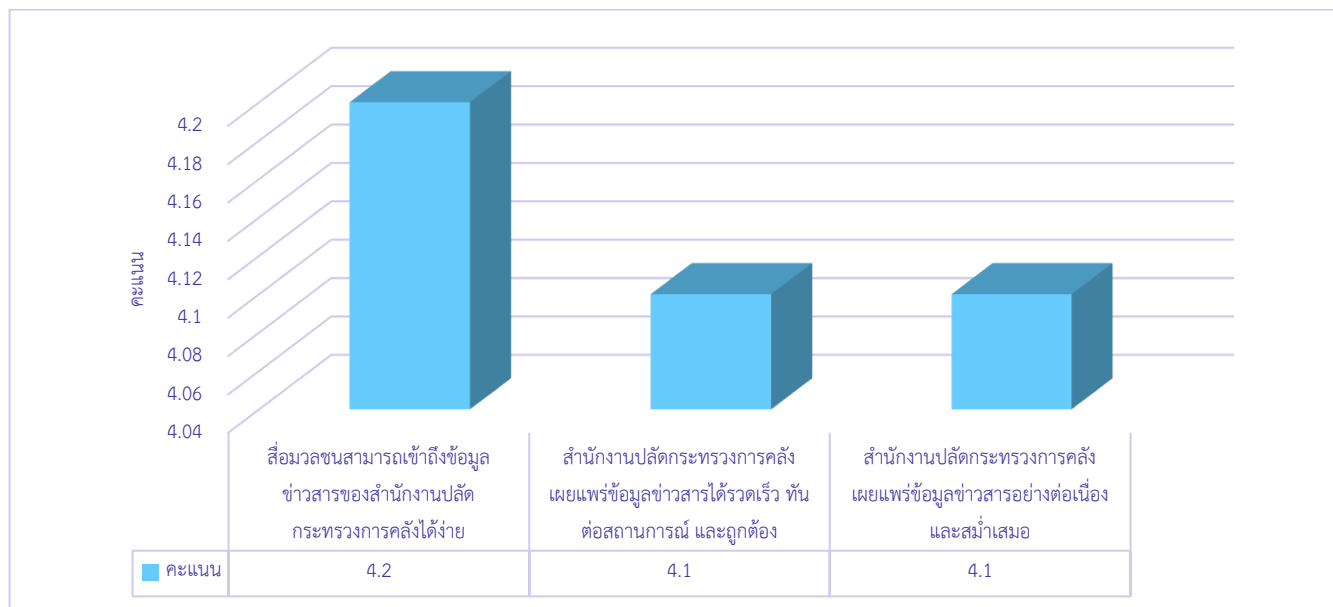 4.2
4.18
4.16
4.14
4.12
4.1
4.08
4.06
4.04
คะแนน
สื่อมวลชนสามารถเข้าถึงข้อมูล
ข่าวสารของสำนักงานปลัด
กระทรวงการคลังได้ง่าย
สำนักงานปลัดกระทรวงการคลัง
เผยแพร่ข้อมูลข่าวสารได้รวดเร็ว ทัน
ต่อสถานการณ์ และถูกต้อง
สำนักงานปลัดกระทรวงการคลัง
เผยแพร่ข้อมูลข่าวสารอย่างต่อเนื่อง
และสม่ำเสมอ
คะแนน 4.2 4.1 4.1